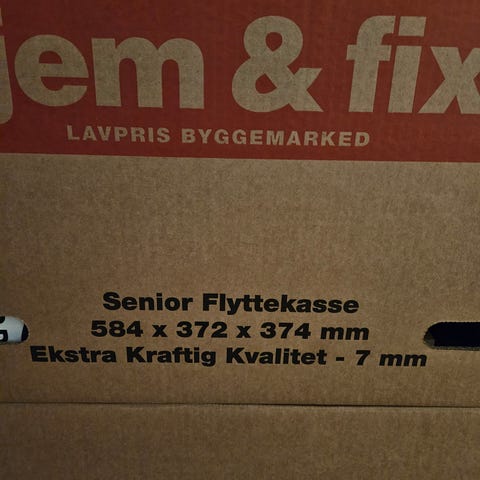 jem & fix
LAVPRIS BYGGEMARKED
Senior Flyttekasse
584 x 372 x 374 mm
Ekstra Kraftig Kvalitet - 7 mm